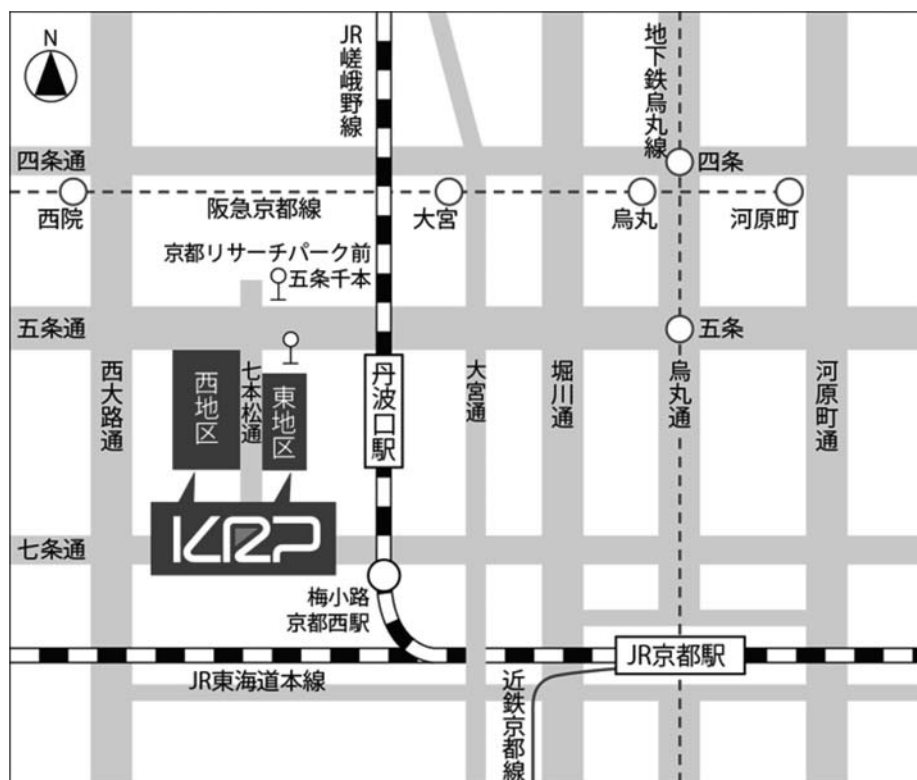 N
JR嵯峨野線
地下鉄烏丸線
四条通
四条
西院
阪急京都線
大宮
烏丸
河原町
京都リサーチパーク前
五条千本
五条通
五条
西大路通
西地区
七本松通
東地区
丹波口駅
大宮通
堀川通
烏丸通
河原町通
KRP
七条通
梅小路
京都西駅
JR京都駅
JR東海道本線
近鉄京都線